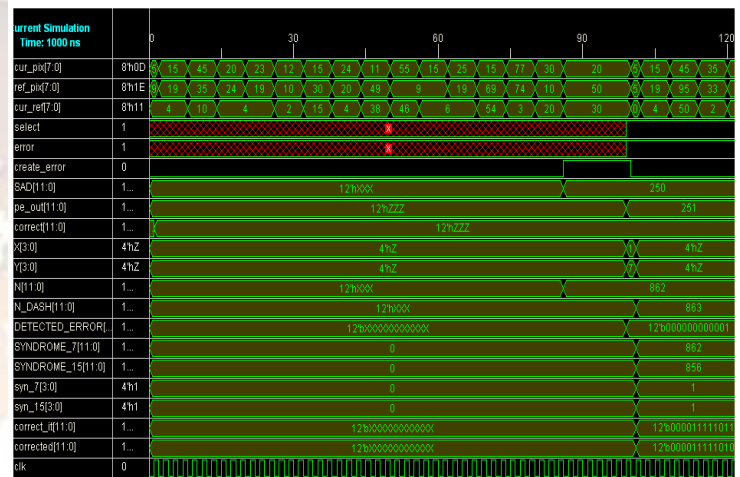 urrent Simulation
Time: 1000 ns
0 30 60 90 120
cur_pix[7:0] 8'h0D 9 15 45 20 23 12 15 24 11 55 15 25 15 77 30 20 5 15 45 35
ref_pix[7:0] 8'h1E 9 19 35 24 19 10 30 20 49 9 19 69 74 10 50 5 19 95 33
cur_ref[7:0] 8'h11 4 10 4 2 15 4 38 46 6 54 3 20 30 0 4 50 2
select 1 X
error 1 X
create_error 0
SAD[11:0] 1... 12'hXXX 250
pe_out[11:0] 1... 12'hZZZ 251
correct[11:0] 1... 12'hZZZ
X[3:0] 4'hZ 4'hZ 1 4'hZ
Y[3:0] 4'hZ 4'hZ 7 4'hZ
N[11:0] 1... 12'hXXX 862
N_DASH[11:0] 1... 12'hXXX 863
DETECTED_ERROR[... 1... 12'bXXXXXXXXXXXX 12'b000000000001
SYNDROME_7[11:0] 1... 0 862
SYNDROME_15[11:0] 1... 0 856
syn_7[3:0] 4'h1 0 1
syn_15[3:0] 4'h1 0 1
correct_it[11:0] 1... 12'bXXXXXXXXXXXX 12'b000011111011
corrected[11:0] 1... 12'bXXXXXXXXXXXX 12'b000011111010
clk 0